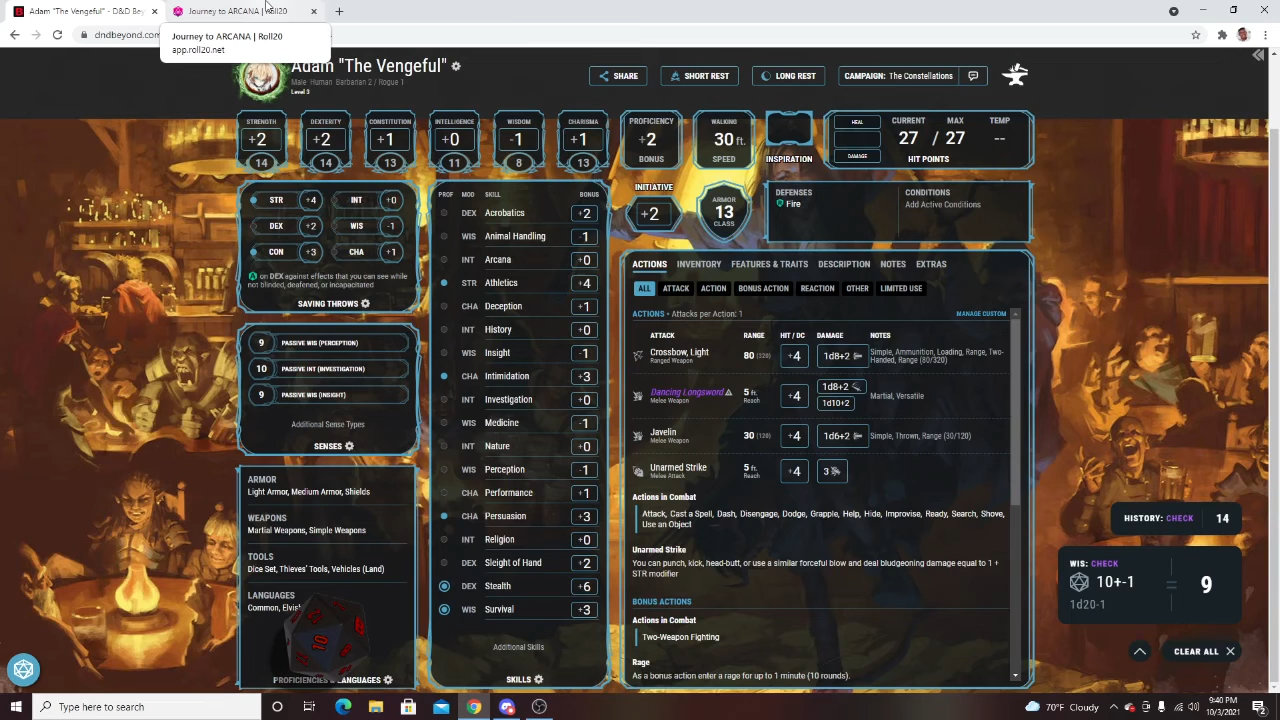 Adam "The Vengeful" - D&D Bey
Journey to ARCANA | Roll20
dndbeyond.com
Journey to ARCANA | Roll20
app.roll20.net
Adam "The Vengeful"
Male Human Barbarian 2 / Rogue 1
Level 3
SHARE
SHORT REST
LONG REST
CAMPAIGN: The Constellations
STRENGTH
+2
14
DEXTERITY
+2
14
CONSTITUTION
+1
13
INTELLIGENCE
+0
11
WISDOM
-1
8
CHARISMA
+1
13
PROFICIENCY
+2
BONUS
WALKING
30 ft.
SPEED
INSPIRATION
HEAL
DAMAGE
CURRENT MAX TEMP
27 / 27 --
HIT POINTS
STR +4 INT +0
DEX +2 WIS -1
CON +3 CHA +1
A on DEX against effects that you can see while
not blinded, deafened, or incapacitated
SAVING THROWS
9 PASSIVE WIS (PERCEPTION)
10 PASSIVE INT (INVESTIGATION)
9 PASSIVE WIS (INSIGHT)
Additional Sense Types
SENSES
ARMOR
Light Armor, Medium Armor, Shields
WEAPONS
Martial Weapons, Simple Weapons
TOOLS
Dice Set, Thieves' Tools, Vehicles (Land)
LANGUAGES
Common, Elvis
10
PROFICIENCIES & LANGUAGES
PROF MOD SKILL BONUS
DEX Acrobatics +2
WIS Animal Handling -1
INT Arcana +0
STR Athletics +4
CHA Deception +1
INT History +0
WIS Insight -1
CHA Intimidation +3
INT Investigation +0
WIS Medicine -1
INT Nature +0
WIS Perception -1
CHA Performance +1
CHA Persuasion +3
INT Religion +0
DEX Sleight of Hand +2
DEX Stealth +6
WIS Survival +3
Additional Skills
SKILLS
INITIATIVE
+2
ARMOR
13
CLASS
DEFENSES
Fire
CONDITIONS
Add Active Conditions
ACTIONS INVENTORY FEATURES & TRAITS DESCRIPTION NOTES EXTRAS
ALL ATTACK ACTION BONUS ACTION REACTION OTHER LIMITED USE
ACTIONS • Attacks per Action: 1 MANAGE CUSTOM
ATTACK RANGE HIT / DC DAMAGE NOTES
Crossbow, Light
Ranged Weapon
80 (320) +4 1d8+2
Simple, Ammunition, Loading, Range, Two-
Handed, Range (80/320)
Dancing Longsword
Melee Weapon
5 ft.
Reach
+4
1d8+2
1d10+2
Martial, Versatile
Javelin
Melee Weapon
30 (120) +4 1d6+2 Simple, Thrown, Range (30/120)
Unarmed Strike
Melee Attack
5 ft.
Reach
+4 3
Actions in Combat
Attack, Cast a Spell, Dash, Disengage, Dodge, Grapple, Help, Hide, Improvise, Ready, Search, Shove,
Use an Object
Unarmed Strike
You can punch, kick, head-butt, or use a similar forceful blow and deal bludgeoning damage equal to 1 +
STR modifier
BONUS ACTIONS
Actions in Combat
Two-Weapon Fighting
Rage
As a bonus action enter a rage for up to 1 minute (10 rounds).
HISTORY: CHECK 14
WIS: CHECK
10+-1 = 9
1d20-1
CLEAR ALL
Type here to search
70°F Cloudy
9:40 PM
10/3/2021